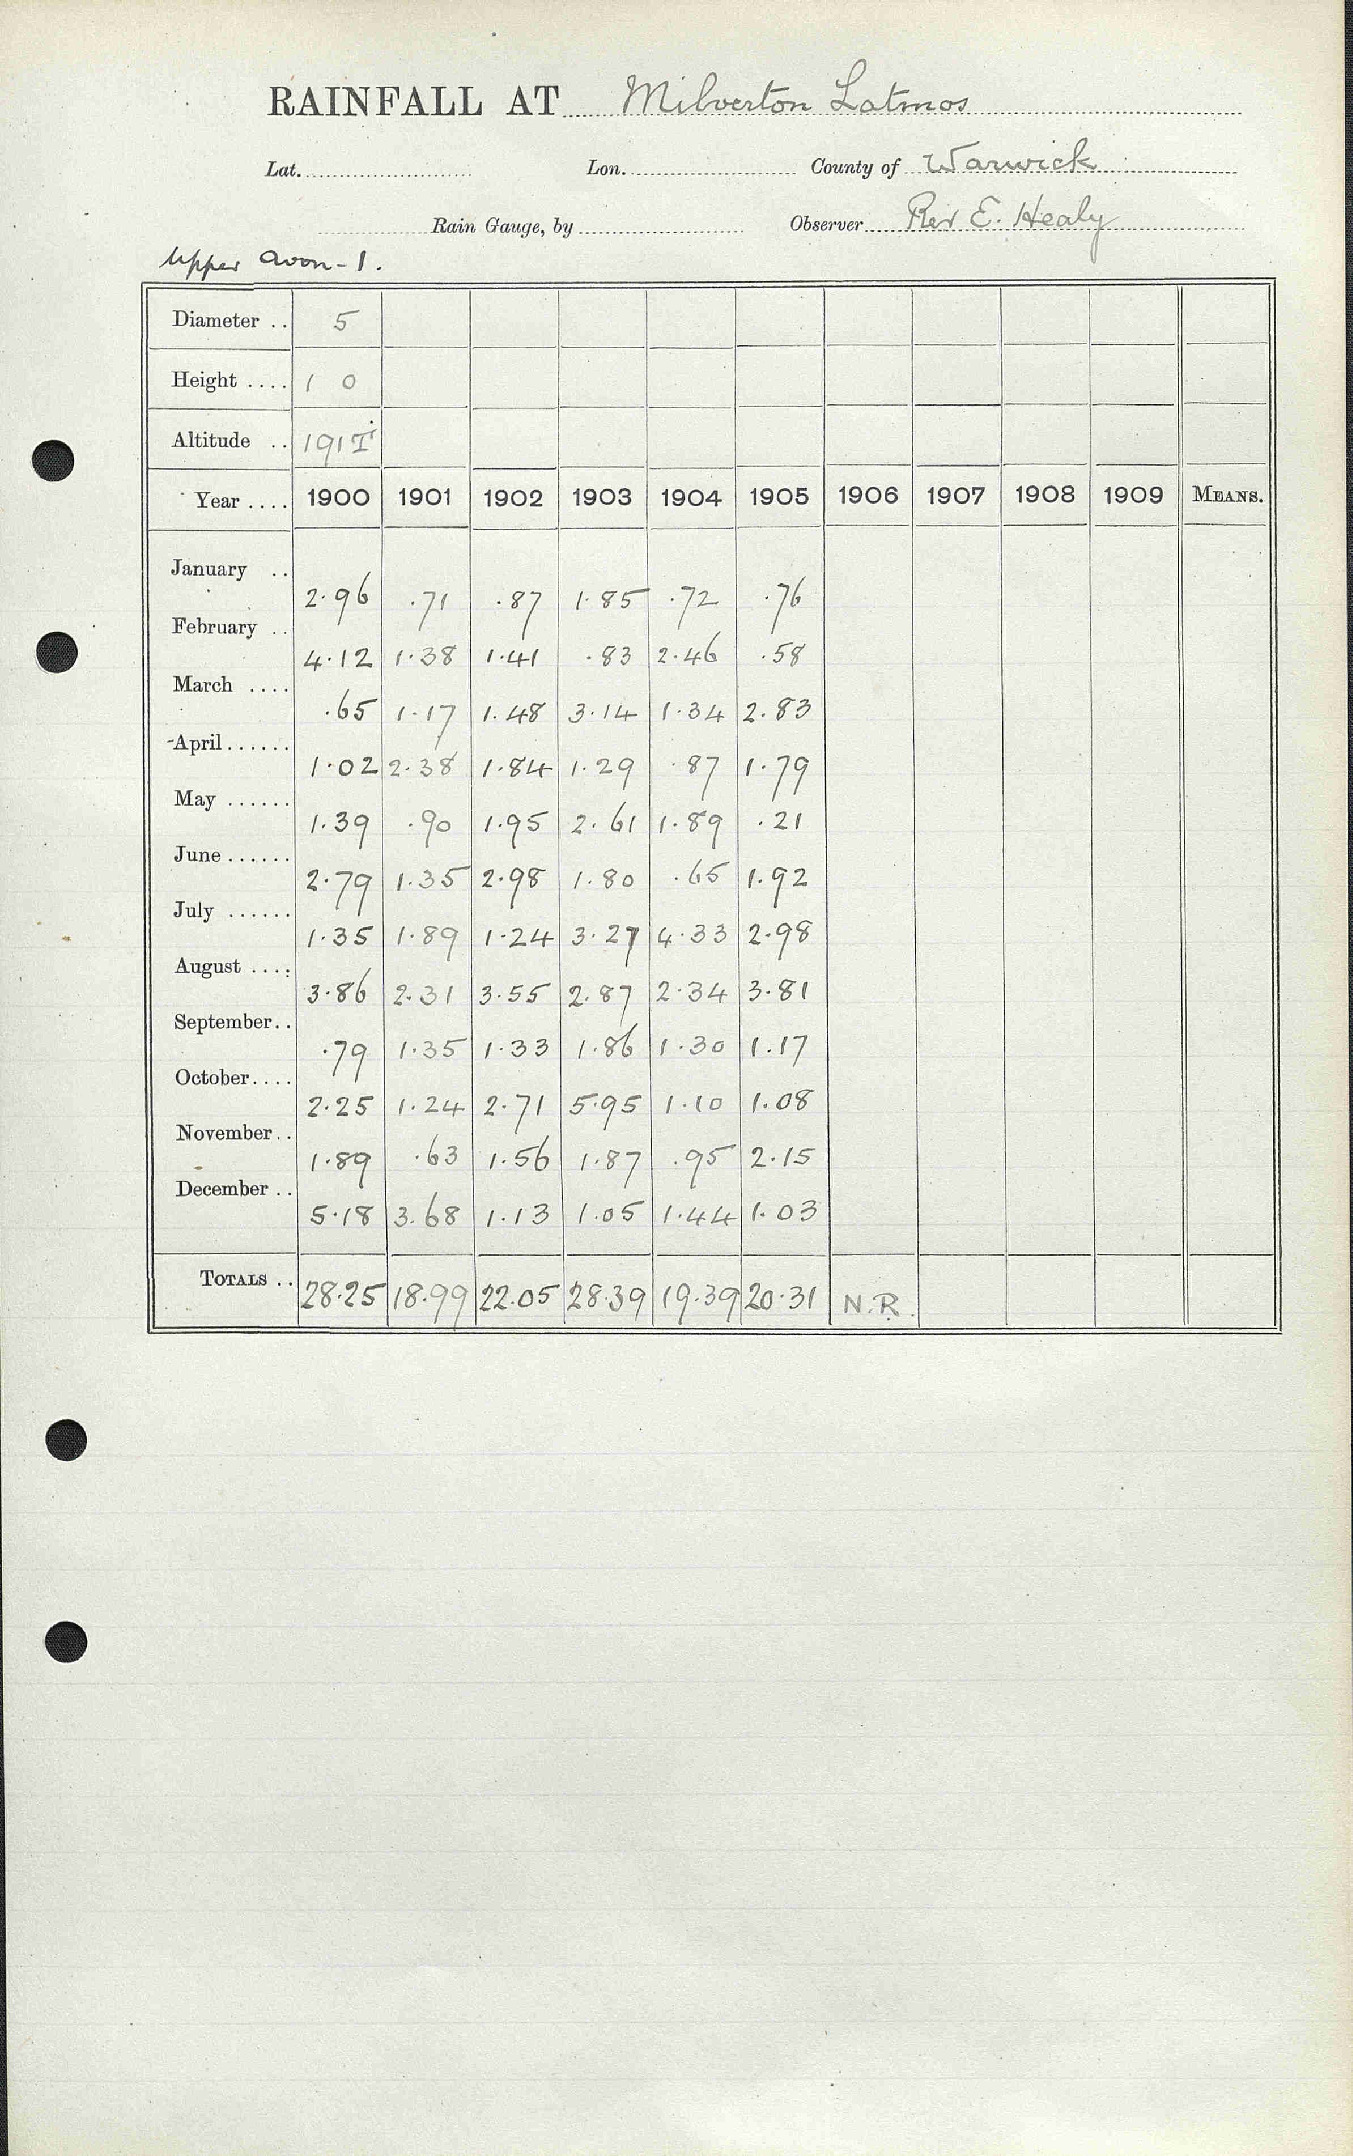 RAINFALL AT Milverton Latmos
Lat. Lon. County of Warwick
Rain Gauge, by Observer Rev E. Healy
Upper Avon - 1.
Diameter .. 5
Height .... 1 0
Altitude .. 191T
Year .... 1900 1901 1902 1903 1904 1905 1906 1907 1908 1909 MEANS.
January .. 2.96 .71 .87 1.85 .72 .76
February .. 4.12 1.38 1.41 .83 2.46 .58
March .... .65 1.17 1.48 3.14 1.34 2.83
April...... 1.02 2.38 1.84 1.29 .87 1.79
May ...... 1.39 .90 1.95 2.61 1.89 .21
June ...... 2.79 1.35 2.98 1.80 .65 1.92
July ...... 1.35 1.89 1.24 3.27 4.33 2.98
August .... 3.86 2.31 3.55 2.87 2.34 3.81
September.. .79 1.35 1.33 1.86 1.30 1.17
October.... 2.25 1.24 2.71 5.95 1.10 1.08
November.. 1.89 .63 1.56 1.87 .95 2.15
December .. 5.18 3.68 1.13 1.05 1.44 1.03
TOTALS .. 28.25 18.99 22.05 28.39 19.39 20.31 N.R.